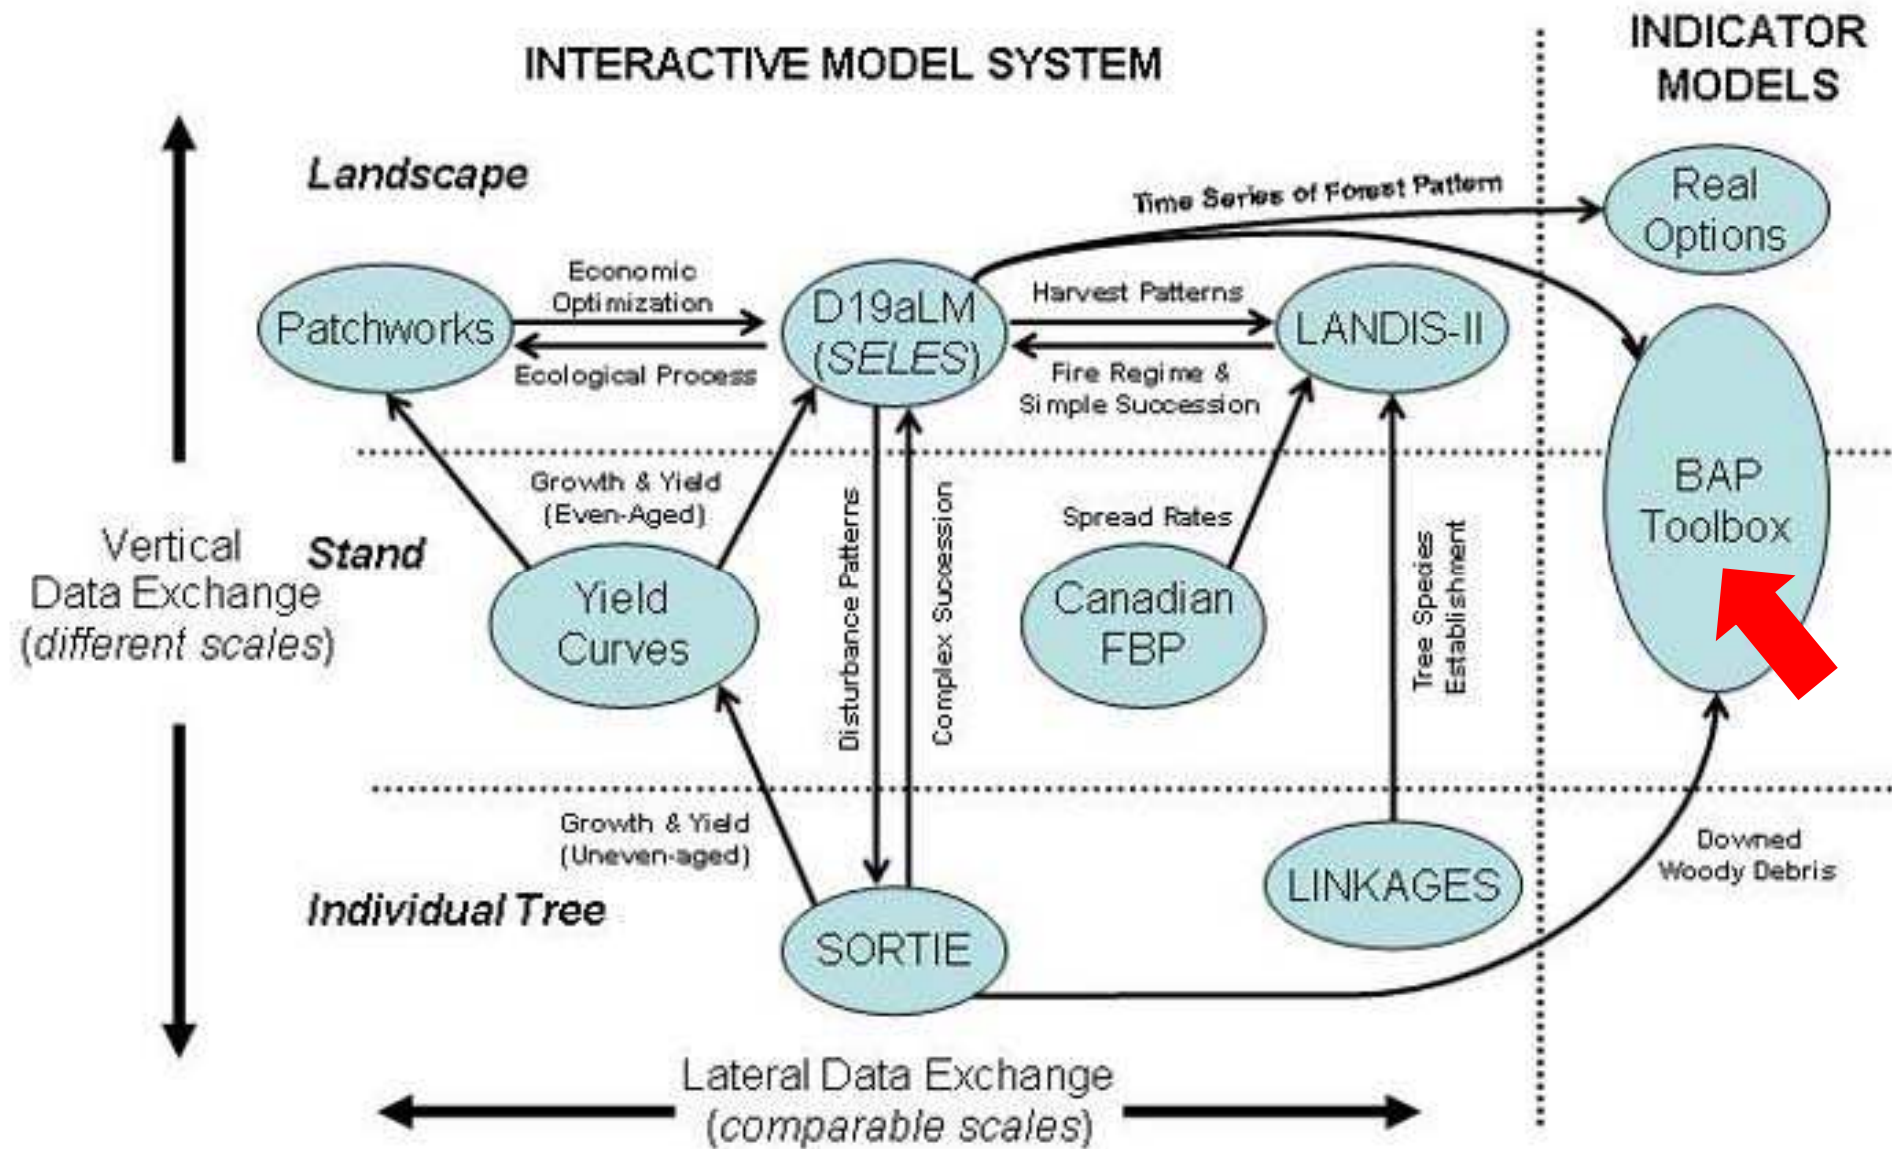 INTERACTIVE MODEL SYSTEM
INDICATOR
MODELS
Landscape
Time Series of Forest Pattern
Real
Options
Patchworks
Economic
Optimization
Ecological Process
D19aLM
(SELES)
Harvest Patterns
Fire Regime &
Simple Succession
LANDIS-II
Growth & Yield
(Even-Aged)
Vertical
Data Exchange
(different scales)
Stand
Yield
Curves
Disturbance Patterns
Complex Succession
Spread Rates
Canadian
FBP
Tree Species
Establishment
BAP
Toolbox
Growth & Yield
(Uneven-aged)
Individual Tree
SORTIE
LINKAGES
Downed
Woody Debris
Lateral Data Exchange
(comparable scales)